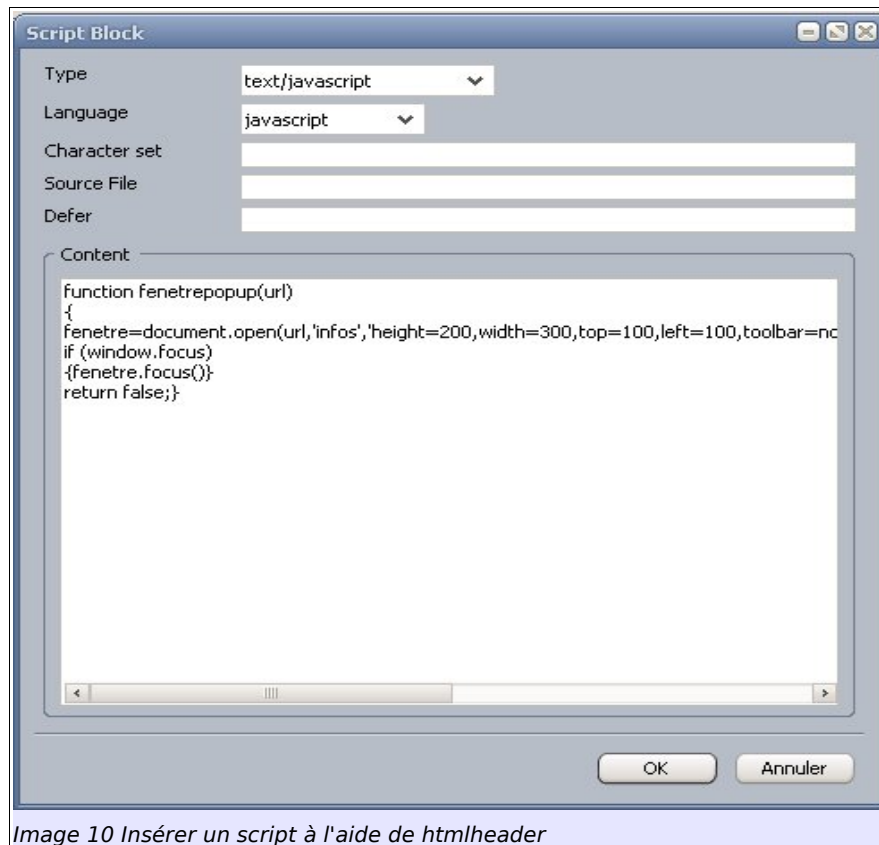 Script Block
Type
text/javascript
Language
javascript
Character set
Source File
Defer
Content
function fenetrepopup(url)
{
fenetre=document.open(url,'infos','height=200,width=300,top=100,left=100,toolbar=no
if (window.focus)
{fenetre.focus()}
return false;}
OK
Annuler
Image 10 Insérer un script à l'aide de htmlheader